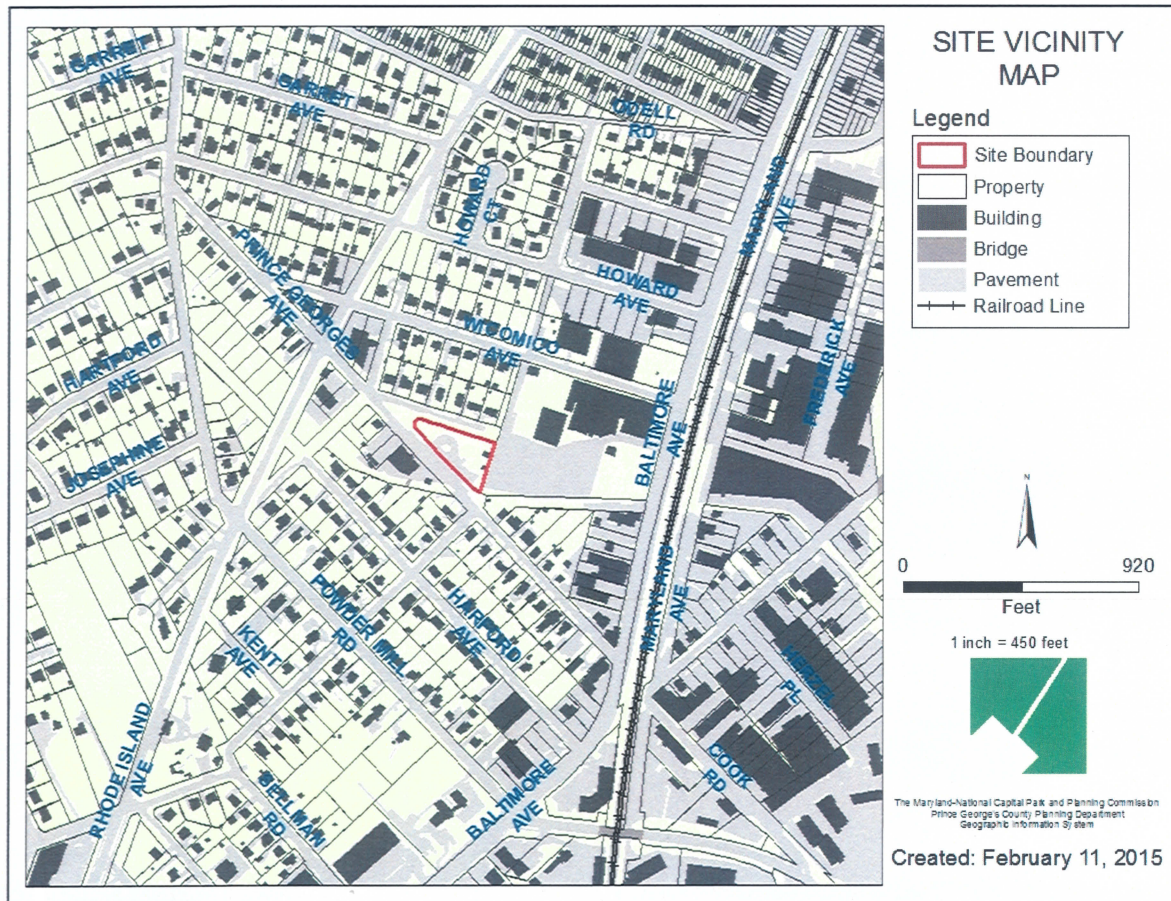 SITE VICINITY
MAP
Legend
Site Boundary
Property
Building
Bridge
Pavement
Railroad Line
N
0 920
Feet
1 inch = 450 feet
The Maryland-National Capital Park and Planning Commission
Prince George's County Planning Department
Geographic Information System
Created: February 11, 2015
GARRET
AVE
GARRET
AVE
ODELL
RD
HOWARD
CT
MARYLAND
AVE
PRINCE GEORGES
AVE
HOWARD
AVE
WICOMICO
AVE
FREDERICK
AVE
HARTFORD
AVE
BALTIMORE
AVE
JOSEPHINE
AVE
POWDER MILL
RD
HARFORD
AVE
MARYLAND
AVE
KENT
AVE
HERZEL
PL
RHODE ISLAND
AVE
SELLMAN
RD
BALTIMORE
AVE
COOK
RD